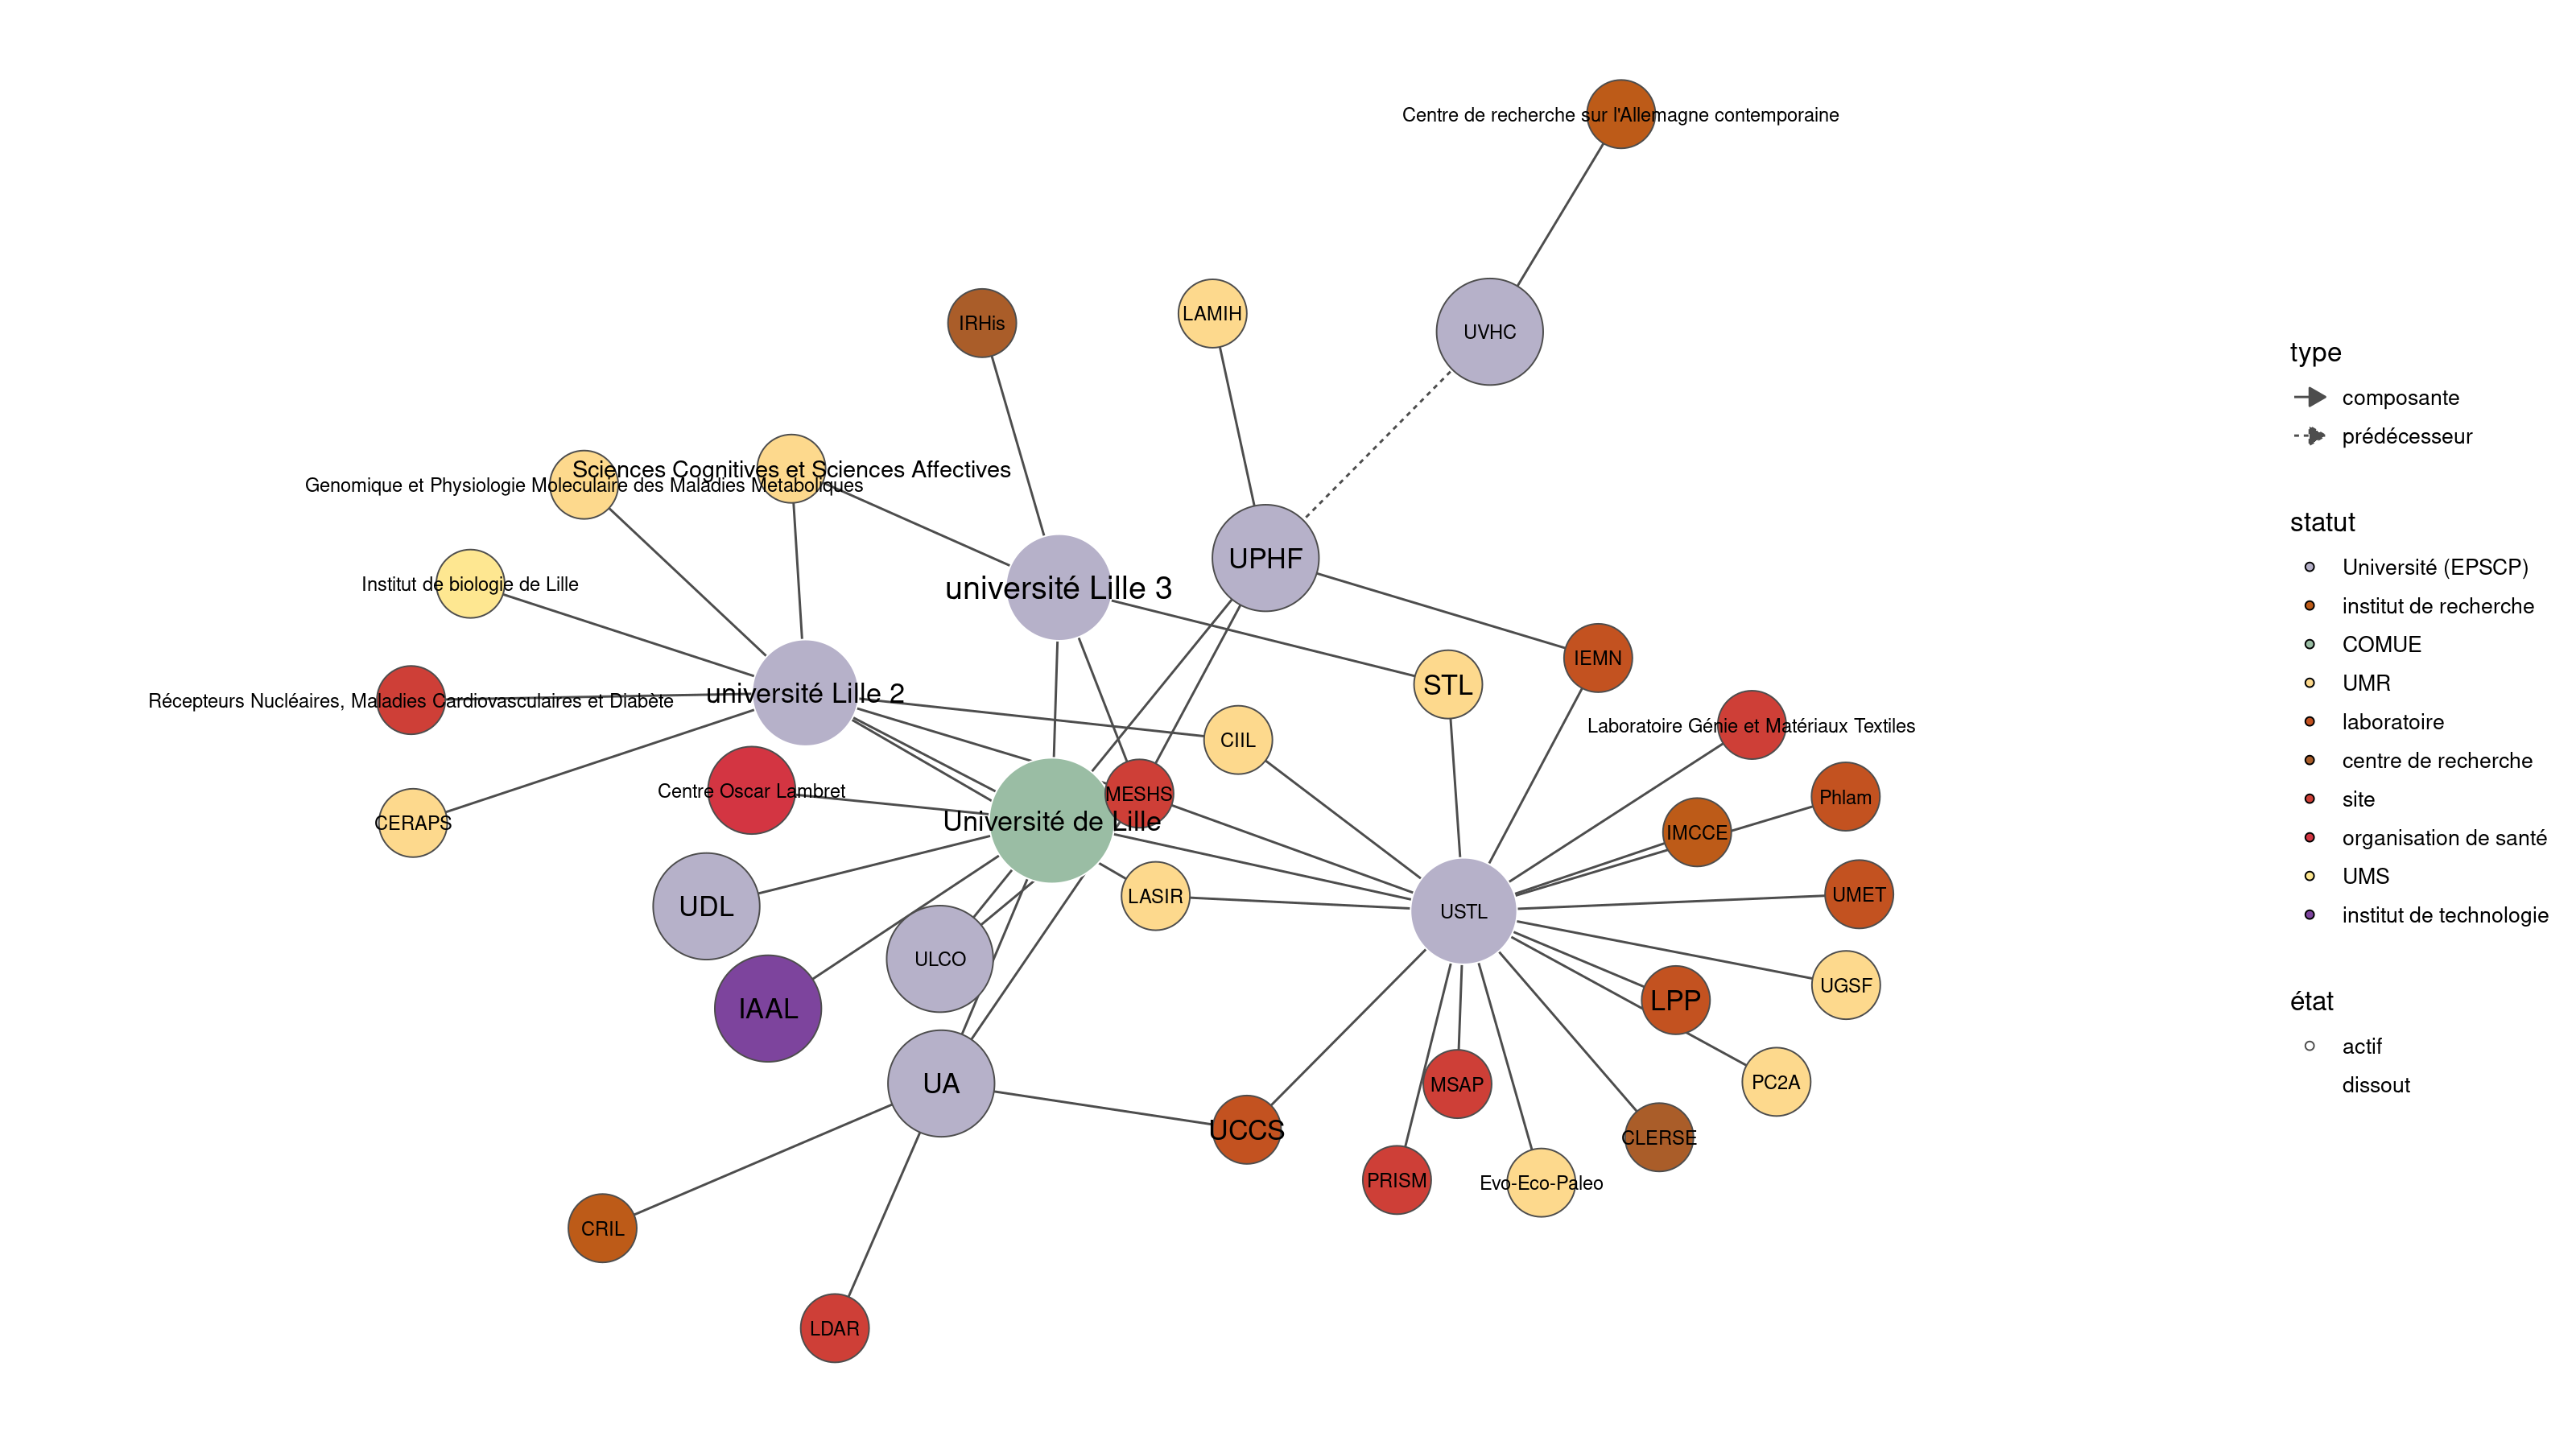 Centre de recherche sur l'Allemagne contemporaine
IRHis
LAMIH
UVHC
Sciences Cognitives et Sciences Affectives
Genomique et Physiologie Moleculaire des Maladies Metaboliques
UPHF
Institut de biologie de Lille
université Lille 3
IEMN
STL
université Lille 2
Récepteurs Nucléaires, Maladies Cardiovasculaires et Diabète
Laboratoire Génie et Matériaux Textiles
CIIL
Centre Oscar Lambret
MESHS
Phlam
CERAPS
Université de Lille
IMCCE
LASIR
UMET
UDL
USTL
ULCO
UGSF
IAAL
LPP
UA
MSAP
PC2A
UCCS
CLERSE
PRISM
Evo-Eco-Paleo
CRIL
LDAR
type
composante
prédécesseur
statut
Université (EPSCP)
institut de recherche
COMUE
UMR
laboratoire
centre de recherche
site
organisation de santé
UMS
institut de technologie
état
actif
dissout